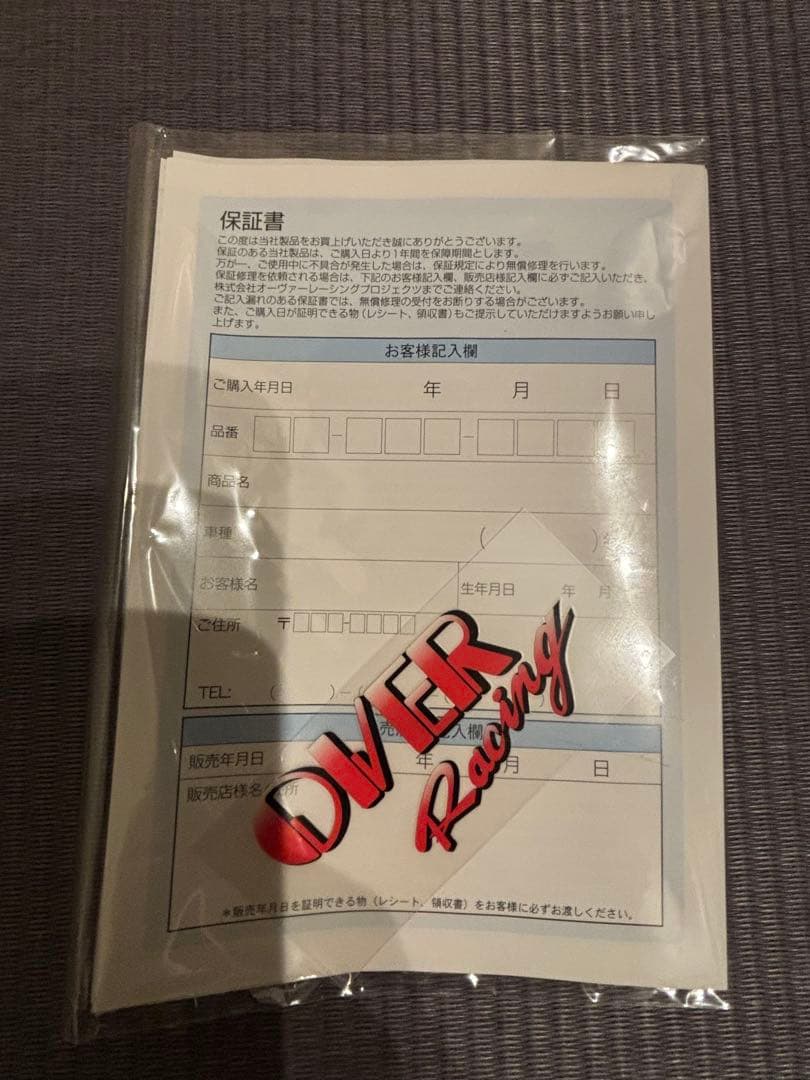 保証書
この度は当社製品をお買上げいただき誠にありがとうございます。
保証のある当社製品は、ご購入日より1年間を保障期間とします。
万が一、ご使用中に不具合が発生した場合は、保証規定により無償修理を行います。
保証修理を依頼される場合は、下記のお客様記入欄、販売店様記入欄に必ずご記入いただき、
株式会社オーヴァーレーシングプロジェクツまでご連絡ください。
ご記入漏れのある保証書では、無償修理の受付をお断りする場合がございます。
また、ご購入日が証明できる物(レシート、領収書)もご提示していただけますようお願い申し
上げます。
お客様記入欄
ご購入年月日 年 月 日
品番
商品名
車種 ( )
お客様名 生年月日 年 月
ご住所 〒
TEL: ( )-(
OVER
Racing
記入欄
販売年月日 年 月 日
販売店様名 所
*販売年月日を証明できる物(レシート、領収書)をお客様に必ずお渡しください。